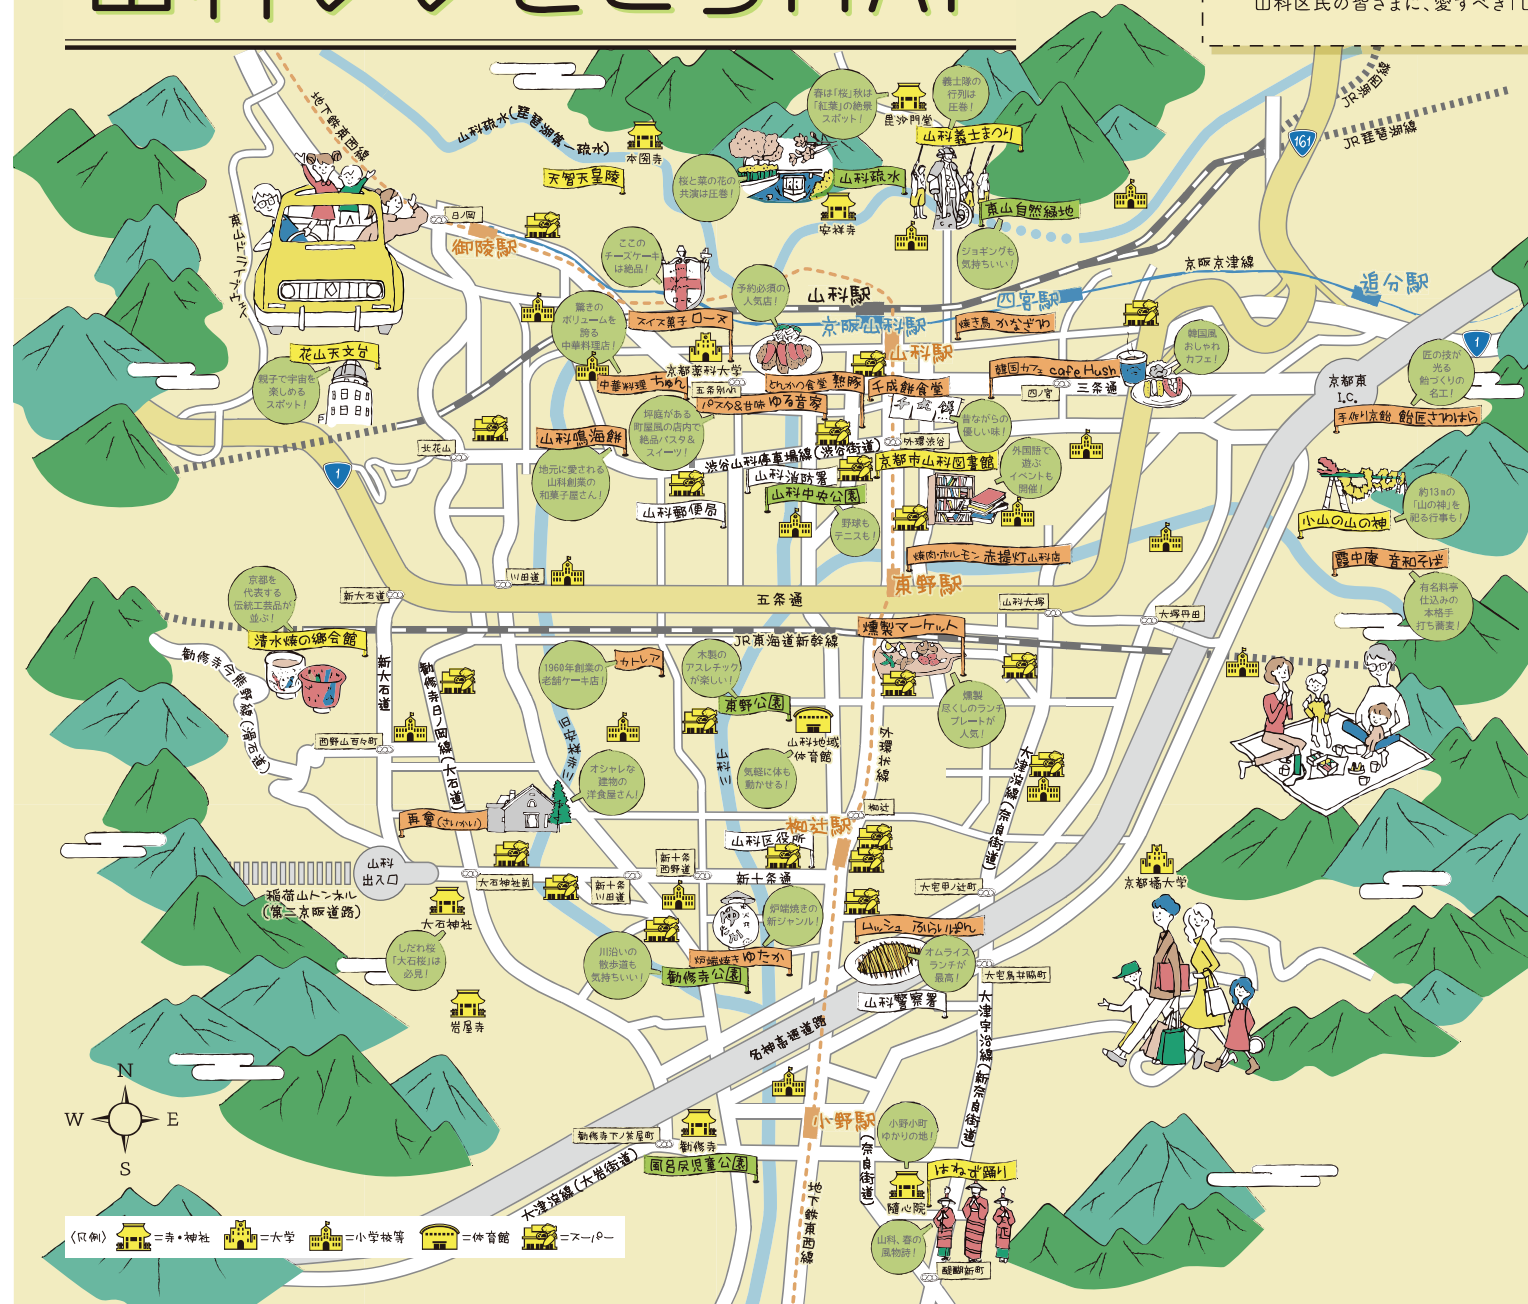 地下鉄東西線
山科疏水(琵琶湖第一疏水)
本圀寺
天智天皇陵
春は「桜」秋は
「紅葉」の絶景
スポット!
毘沙門堂
義士隊の
行列は
圧巻!
山科義士まつり
桜と菜の花の
共演は圧巻!
山科疏水
安祥寺
東山自然緑地
ジョギングも
気持ちいい!
JR湖西線
JR琵琶湖線
161
東山ドライブウェイ
日ノ岡
御陵駅
ここの
チーズケーキ
は絶品!
予約必須の
人気店!
山科駅
京阪山科駅
山科駅
四宮駅
京阪京津線
追分駅
1
驚きの
ボリュームを
誇る
中華料理店!
スイス菓子 ローヌ
焼き鳥 かなざわ
韓国風
おしゃれ
カフェ!
花山天文台
親子で宇宙を
楽しめる
スポット!
京都薬科大学
中華料理 ちゅん
五条別れ
とんかつ食堂 熱豚
千成餅食堂
韓国カフェ cafe Hush
四ノ宮
三条通
京都東
I.C.
匠の技が
光る
飴づくりの
名工!
手作り京飴 飴匠さわはら
パスタ&甘味 ゆる音家
坪庭がある
町屋風の店内で
絶品パスタ&
スイーツ!
千成餅
昔ながらの
優しい味!
山科鳴海餅
北花山
1
地元に愛される
山科創業の
和菓子屋さん!
渋谷山科停車場線(渋谷街道)
外環渋谷
京都市山科図書館
外国語で
遊ぶ
イベントも
開催!
山科消防署
山科中央公園
山科郵便局
野球も
テニスも!
約13mの
「山の神」を
祀る行事も!
小山の山の神
霞中庵 音和そば
有名料亭
仕込みの
本格手
打ち蕎麦!
焼肉・ホルモン 赤提灯山科店
東野駅
川田道
新大石道
五条通
山科大塚
大塚丹田
京都を
代表する
伝統工芸品が
並ぶ!
清水焼の郷会館
JR東海道新幹線
燻製マーケット
燻製
尽くしのランチ
プレートが
人気!
勧修寺今熊野線(滑石道)
新大石道
勧修寺日ノ岡線(大石道)
1960年創業の
老舗ケーキ店!
カトレア
木製の
アスレチック
が楽しい!
東野公園
山科地域
体育館
気軽に体も
動かせる!
旧安祥寺川
山科川
外環状線
大津淀線(奈良街道)
西野山百々町
オシャレな
建物の
洋食屋さん!
再會(さいかい)
椥辻
椥辻駅
山科区役所
山科
出入口
稲荷山トンネル
(第二京阪道路)
大石神社前
新十条
川田道
新十条
西野道
新十条通
大宅甲ノ辻町
京都橘大学
大石神社
しだれ桜
「大石桜」は
必見!
岩屋寺
川沿いの
散歩道も
気持ちいい!
炉端焼きの
新ジャンル!
炉端焼き ゆたか
勧修寺公園
ムッシュ ふらいぱん
オムライス
ランチが
最高!
大宅鳥井脇町
山科警察署
名神高速道路
大津宇治線(新奈良街道)
小野駅
小野小町
ゆかりの地!
勧修寺下ノ茶屋町
勧修寺
風呂尻児童公園
大津淀線(大岩街道)
(奈良街道)
はねず踊り
隨心院
山科、春の
風物詩!
醍醐新町
地下鉄東西線
N
W
E
S
〈凡例〉
=寺・神社
=大学
=小学校等
=体育館
=スーパー